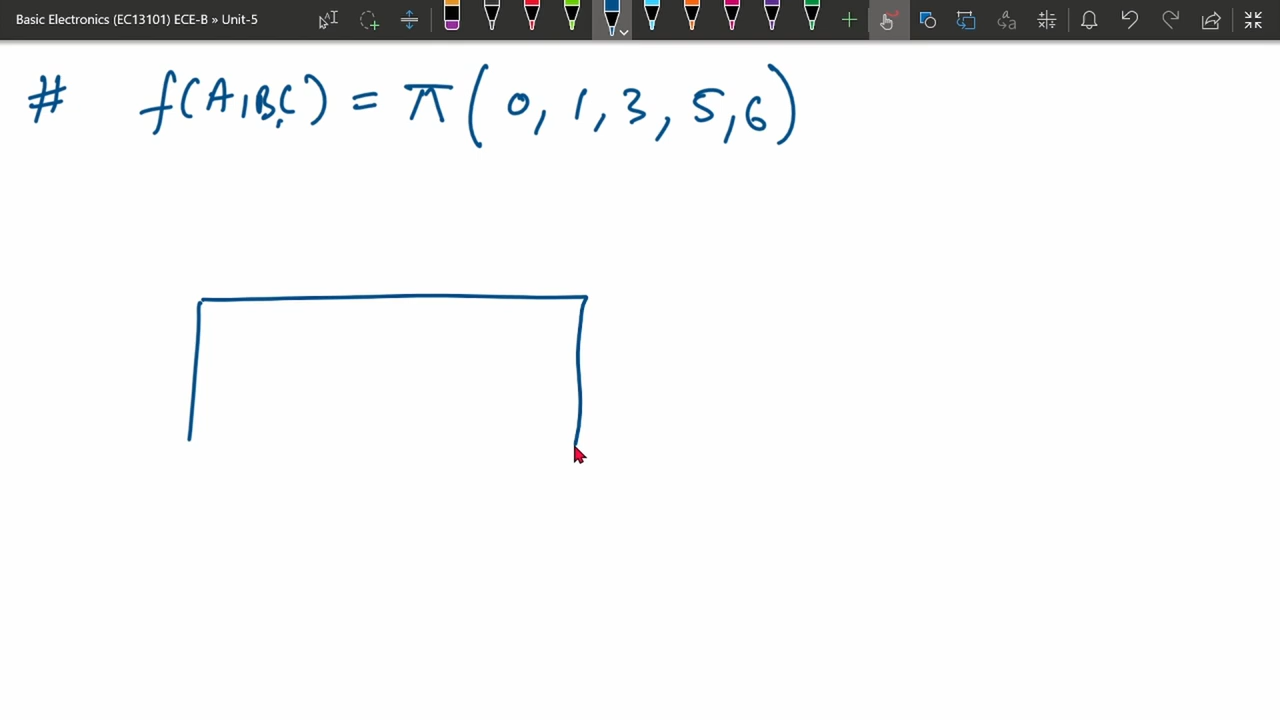 Basic Electronics (EC13101) ECE-B » Unit-5
# f(A,B,C) = π(0, 1, 3, 5, 6)